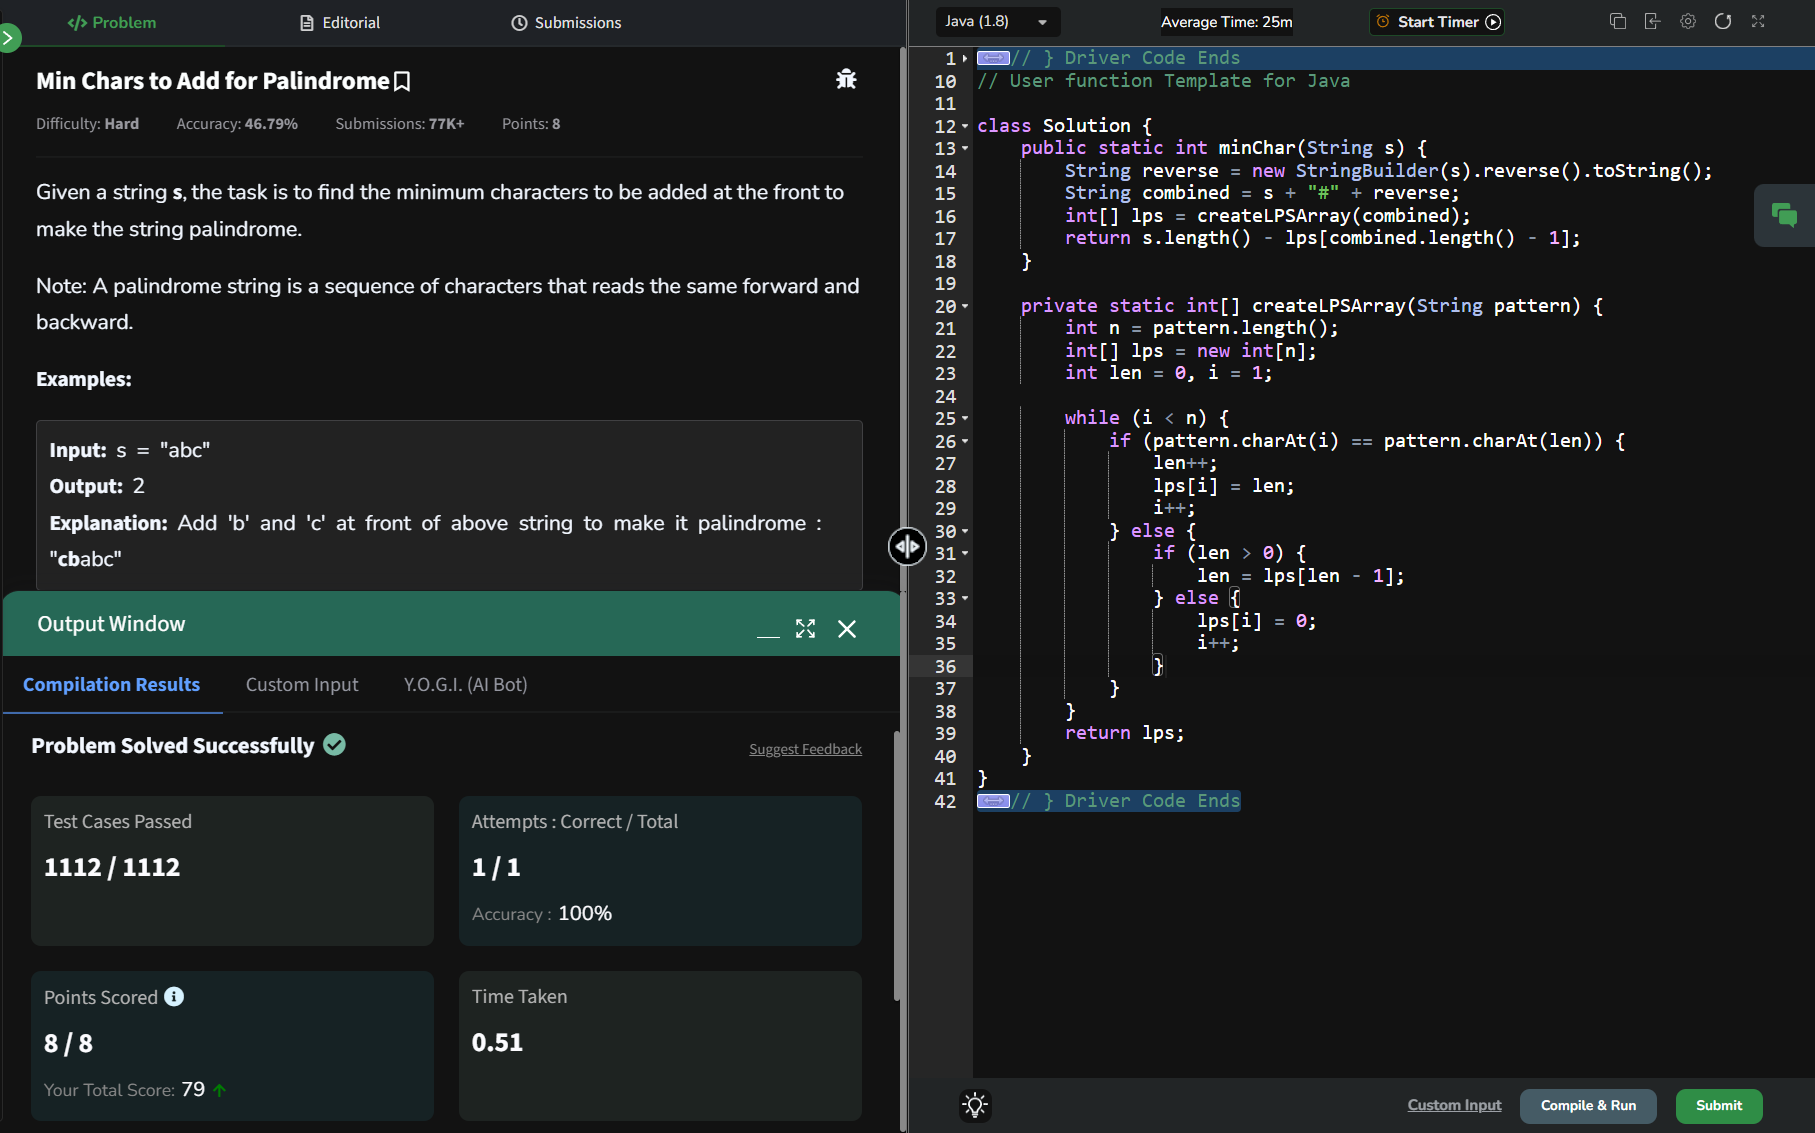 </> Problem
Editorial
Submissions
Min Chars to Add for Palindrome
Difficulty: Hard Accuracy: 46.79% Submissions: 77K+ Points: 8
Given a string s, the task is to find the minimum characters to be added at the front to
make the string palindrome.
Note: A palindrome string is a sequence of characters that reads the same forward and
backward.
Examples:
Input: s = "abc"
Output: 2
Explanation: Add 'b' and 'c' at front of above string to make it palindrome :
"cbabc"
Output Window
Compilation Results
Custom Input
Y.O.G.I. (AI Bot)
Problem Solved Successfully
Suggest Feedback
Test Cases Passed
1112 / 1112
Attempts : Correct / Total
1 / 1
Accuracy : 100%
Points Scored
8 / 8
Your Total Score: 79
Time Taken
0.51
Java (1.8)
Average Time: 25m
Start Timer
1 // } Driver Code Ends
10 // User function Template for Java
11
12 class Solution {
13     public static int minChar(String s) {
14         String reverse = new StringBuilder(s).reverse().toString();
15         String combined = s + "#" + reverse;
16         int[] lps = createLPSArray(combined);
17         return s.length() - lps[combined.length() - 1];
18     }
19
20     private static int[] createLPSArray(String pattern) {
21         int n = pattern.length();
22         int[] lps = new int[n];
23         int len = 0, i = 1;
24
25         while (i < n) {
26             if (pattern.charAt(i) == pattern.charAt(len)) {
27                 len++;
28                 lps[i] = len;
29                 i++;
30             } else {
31                 if (len > 0) {
32                     len = lps[len - 1];
33                 } else {
34                     lps[i] = 0;
35                     i++;
36                 }
37             }
38         }
39         return lps;
40     }
41 }
42 // } Driver Code Ends
Custom Input
Compile & Run
Submit